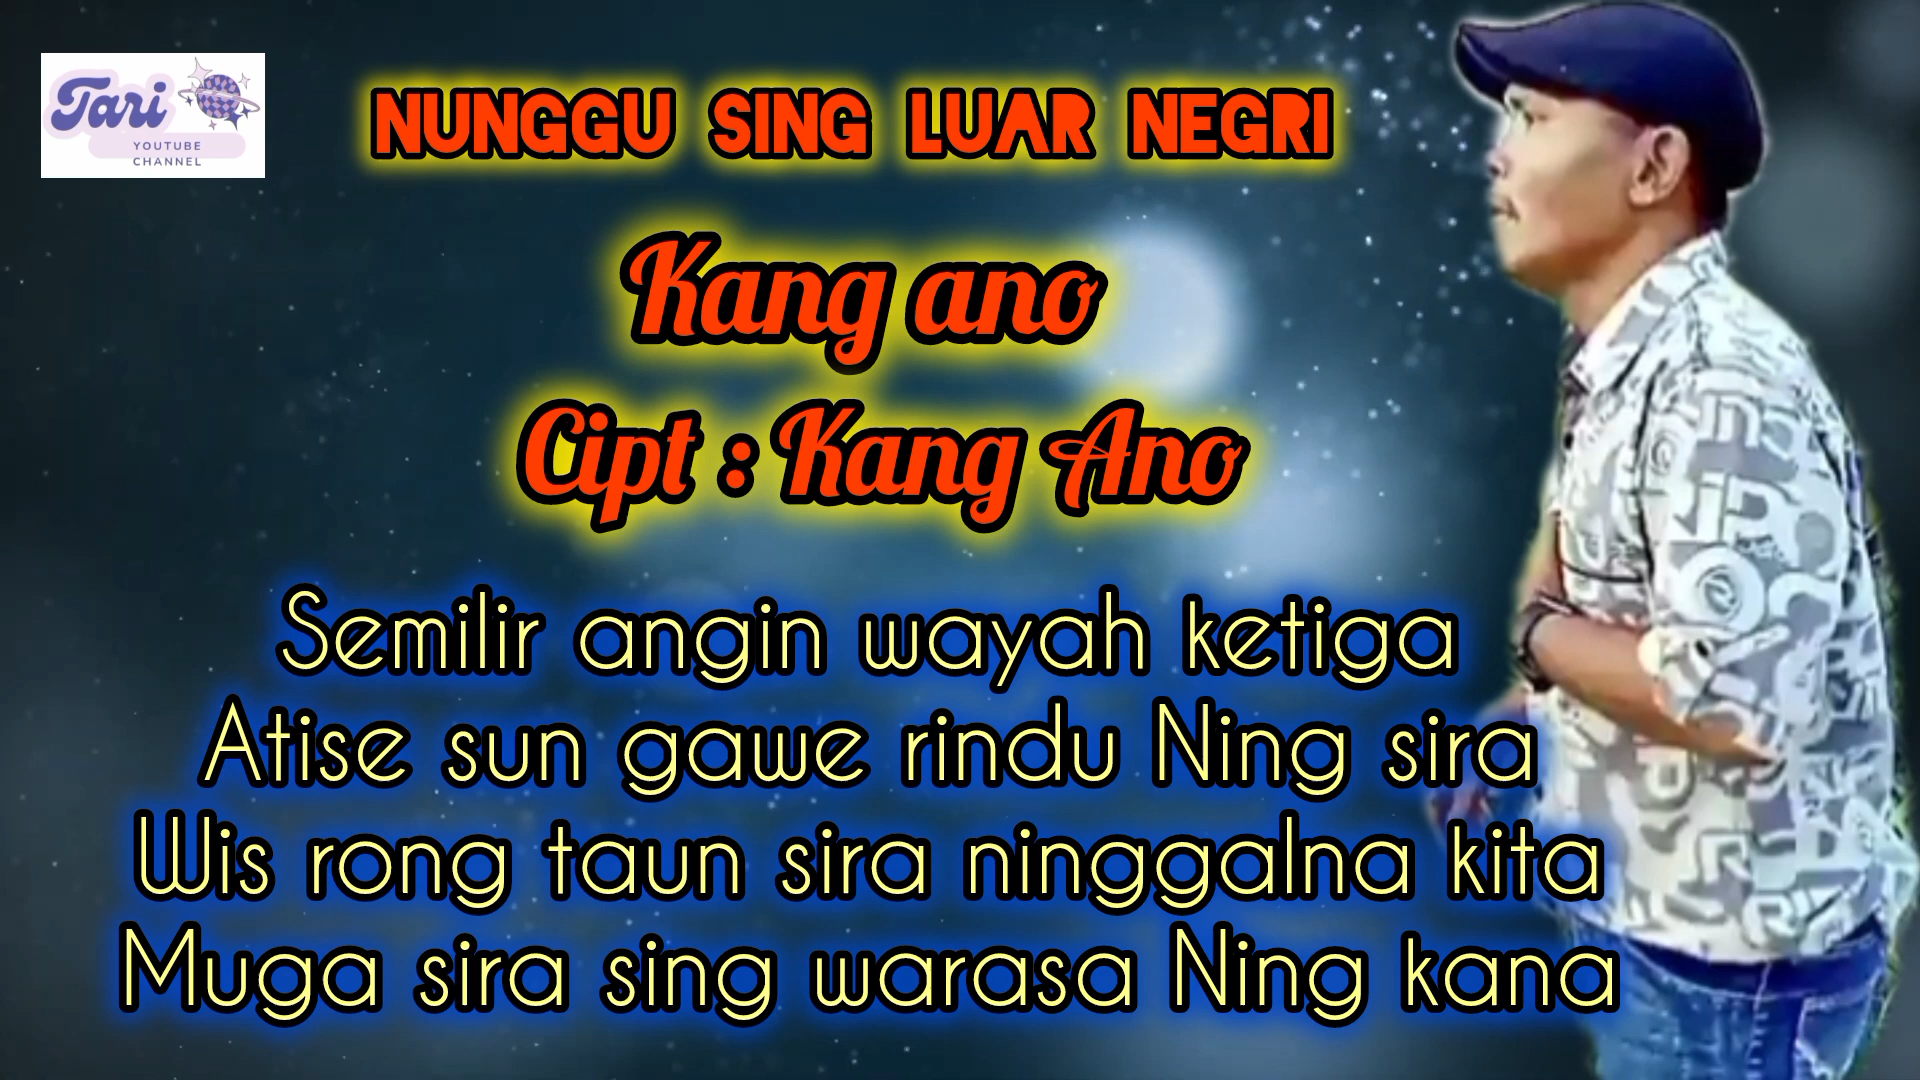 Tari
YOUTUBE
CHANNEL
NUNGGU SING LUAR NEGRI
Kang ano
Cipt : Kang Ano
Semilir angin wayah ketiga
Atise sun gawe rindu Ning sira
Wis rong taun sira ninggalna kita
Muga sira sing warasa Ning kana